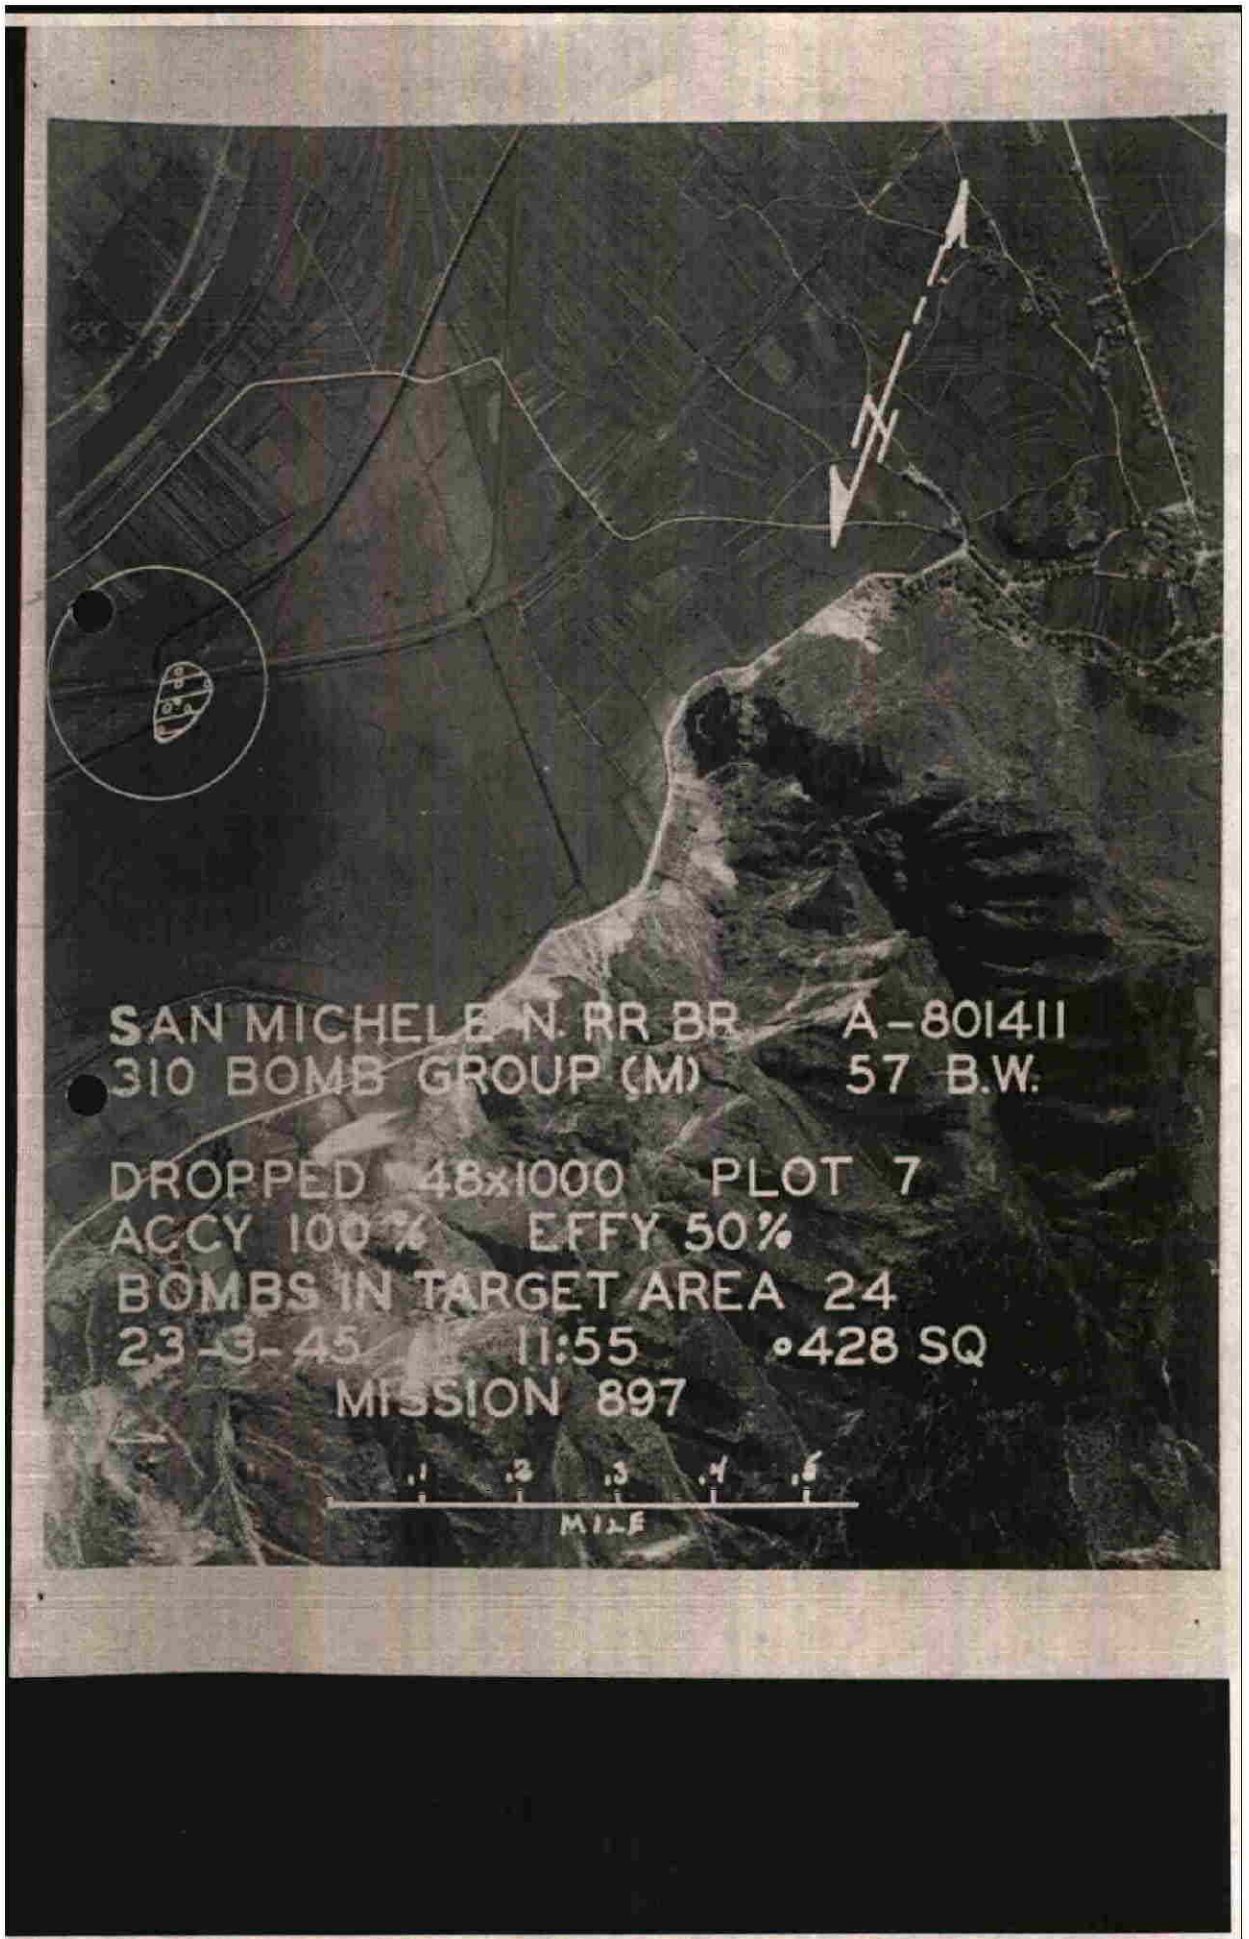 N
SAN MICHELE N. RR BR A-801411
310 BOMB GROUP (M) 57 B.W.
DROPPED 48x1000 PLOT 7
ACCY 100% EFFY 50%
BOMBS IN TARGET AREA 24
23-3-45 11:55 428 SQ
MISSION 897
.1 .2 .3 .4 .5
MILE